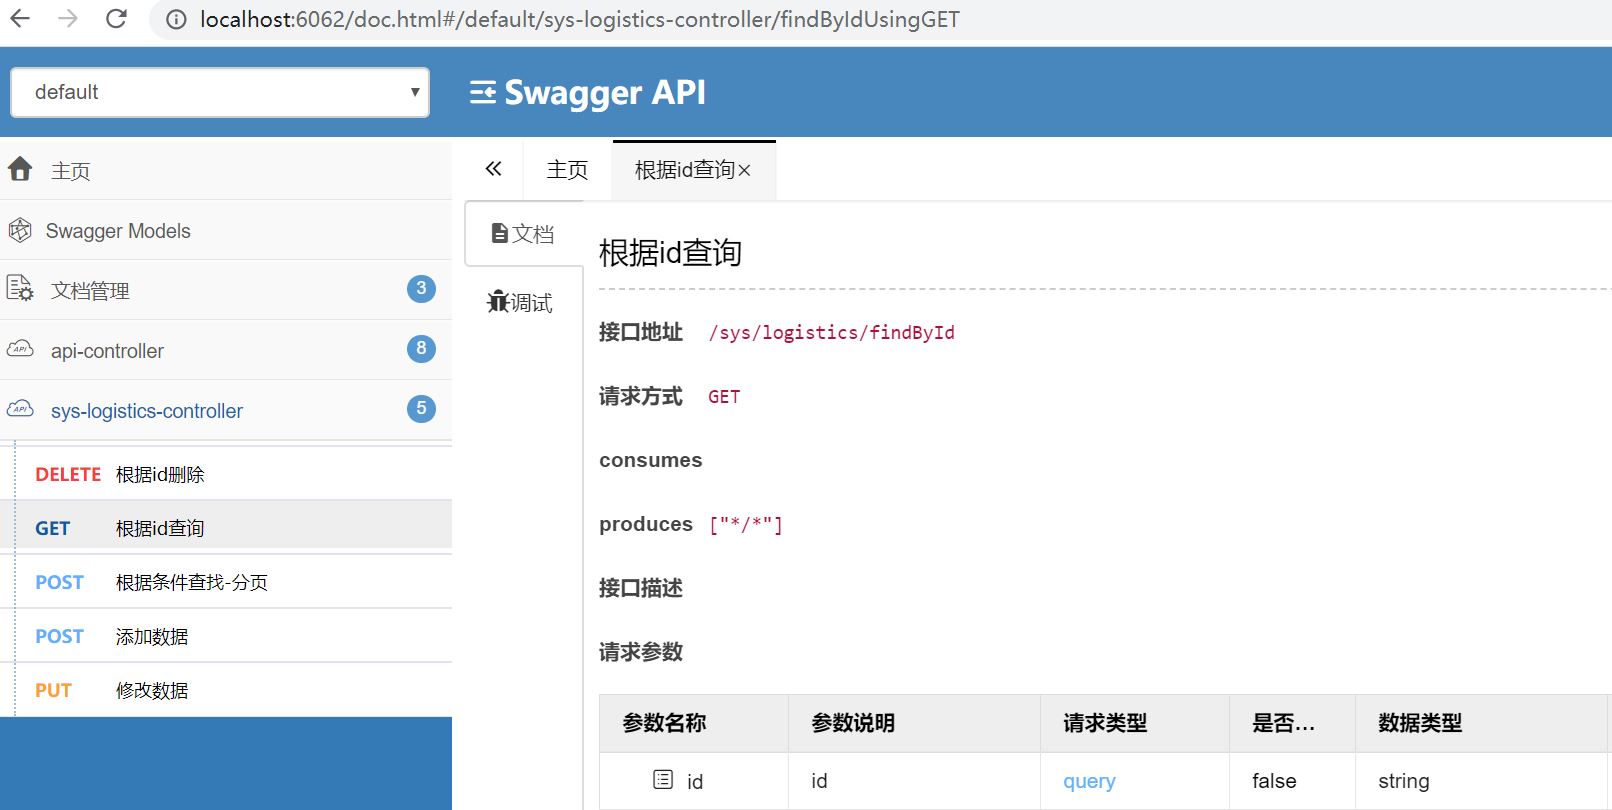 localhost:6062/doc.html#/default/sys-logistics-controller/findByIdUsingGET
default
Swagger API
主页
Swagger Models
文档管理 3
api-controller 8
sys-logistics-controller 5
DELETE 根据id删除
GET 根据id查询
POST 根据条件查找-分页
POST 添加数据
PUT 修改数据
主页 根据id查询×
文档
调试
根据id查询
接口地址 /sys/logistics/findById
请求方式 GET
consumes
produces ["*/*"]
接口描述
请求参数
参数名称 参数说明 请求类型 是否... 数据类型
id id query false string